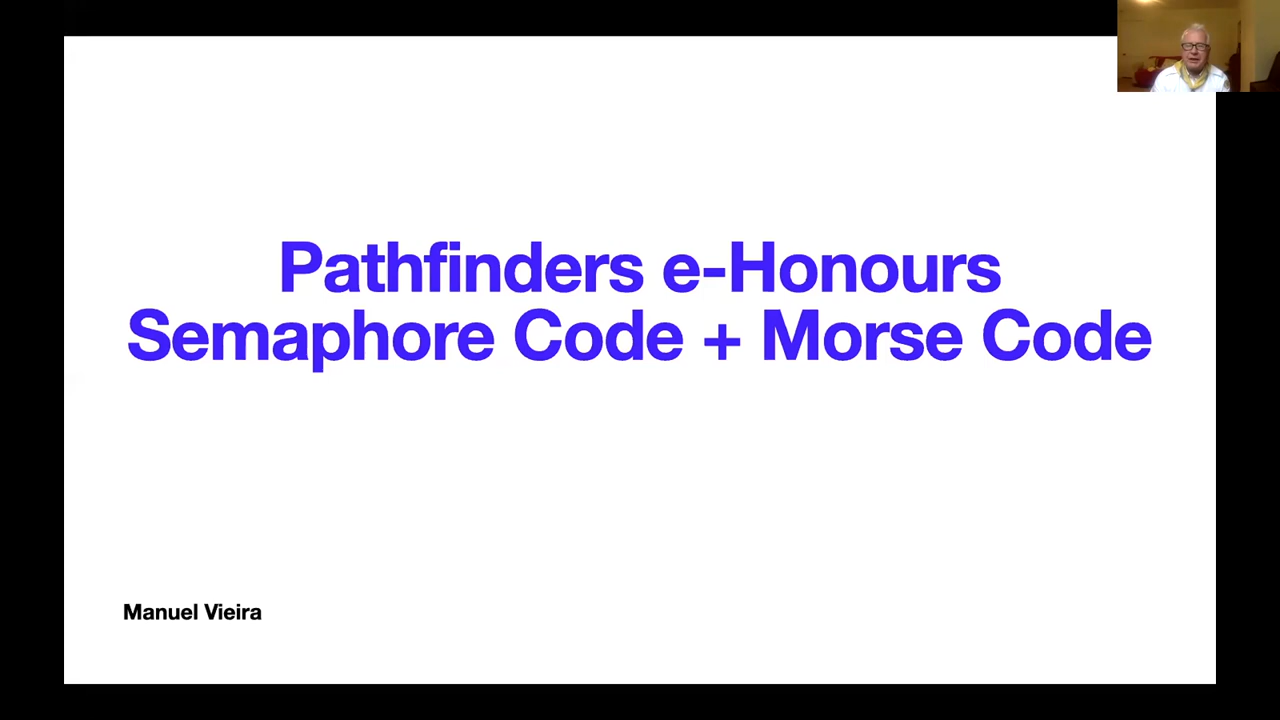 Pathfinders e-Honours
Semaphore Code + Morse Code
Manuel Vieira